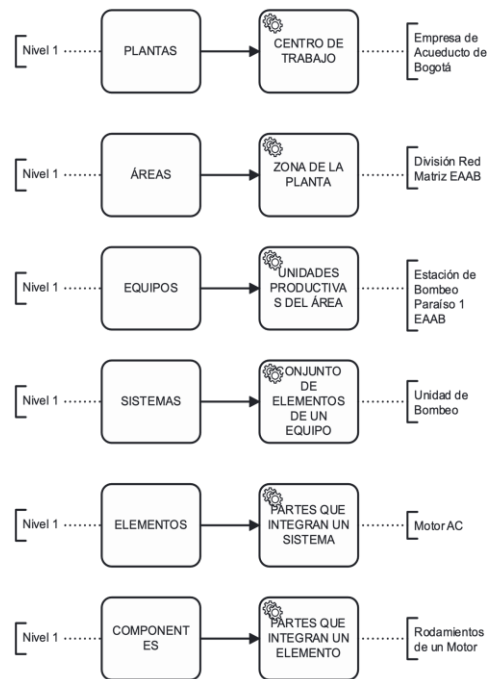 Nivel 1
PLANTAS
CENTRO DE
TRABAJO
Empresa de
Acueducto de
Bogotá
Nivel 1
ÁREAS
ZONA DE LA
PLANTA
División Red
Matriz EAAB
Nivel 1
EQUIPOS
UNIDADES
PRODUCTIVA
S DEL ÁREA
Estación de
Bombeo
Paraíso 1
EAAB
Nivel 1
SISTEMAS
CONJUNTO
DE
ELEMENTOS
DE UN
EQUIPO
Unidad de
Bombeo
Nivel 1
ELEMENTOS
PARTES QUE
INTEGRAN UN
SISTEMA
Motor AC
Nivel 1
COMPONENT
ES
PARTES QUE
INTEGRAN UN
ELEMENTO
Rodamientos
de un Motor